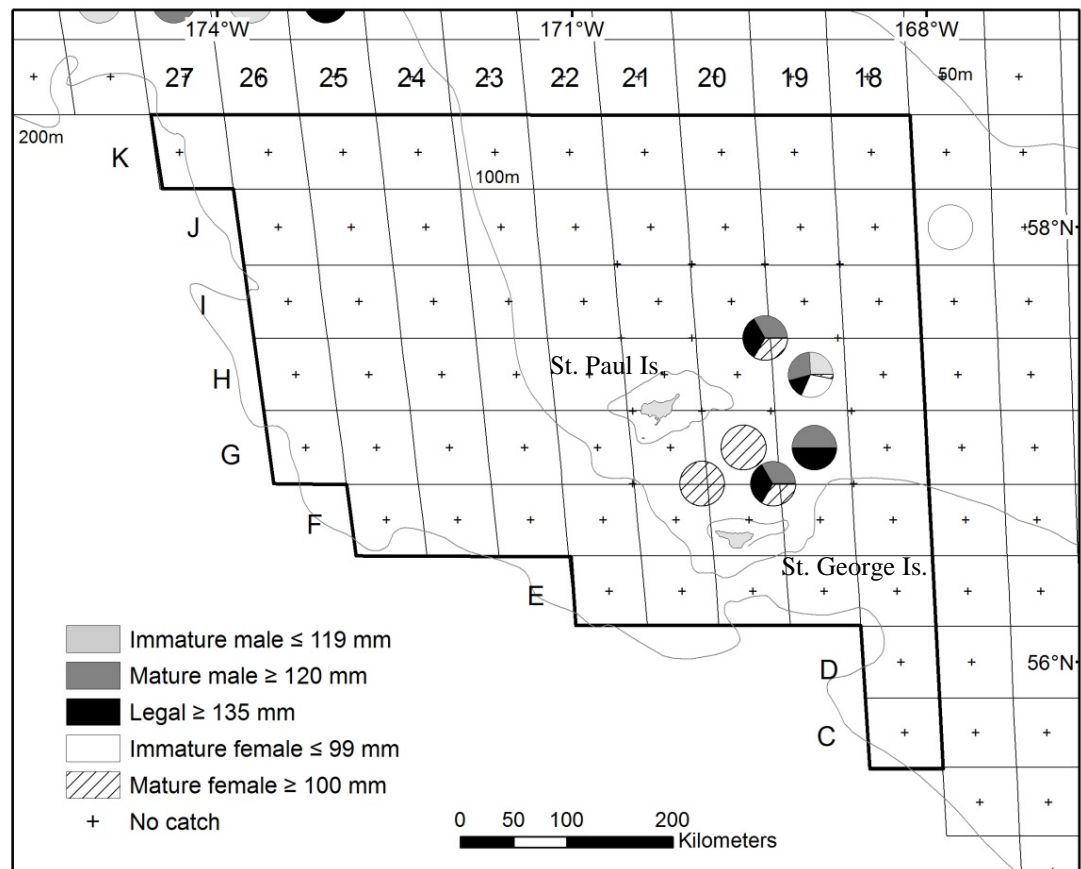 174°W 171°W 168°W
27 26 25 24 23 22 21 20 19 18 50m
200m
K
100m
J 58°N
I
H St. Paul Is.
G
F
St. George Is.
E
Immature male ≤ 119 mm
Mature male ≥ 120 mm
D 56°N
Legal ≥ 135 mm
C
Immature female ≤ 99 mm
Mature female ≥ 100 mm
No catch
0 50 100 200
Kilometers